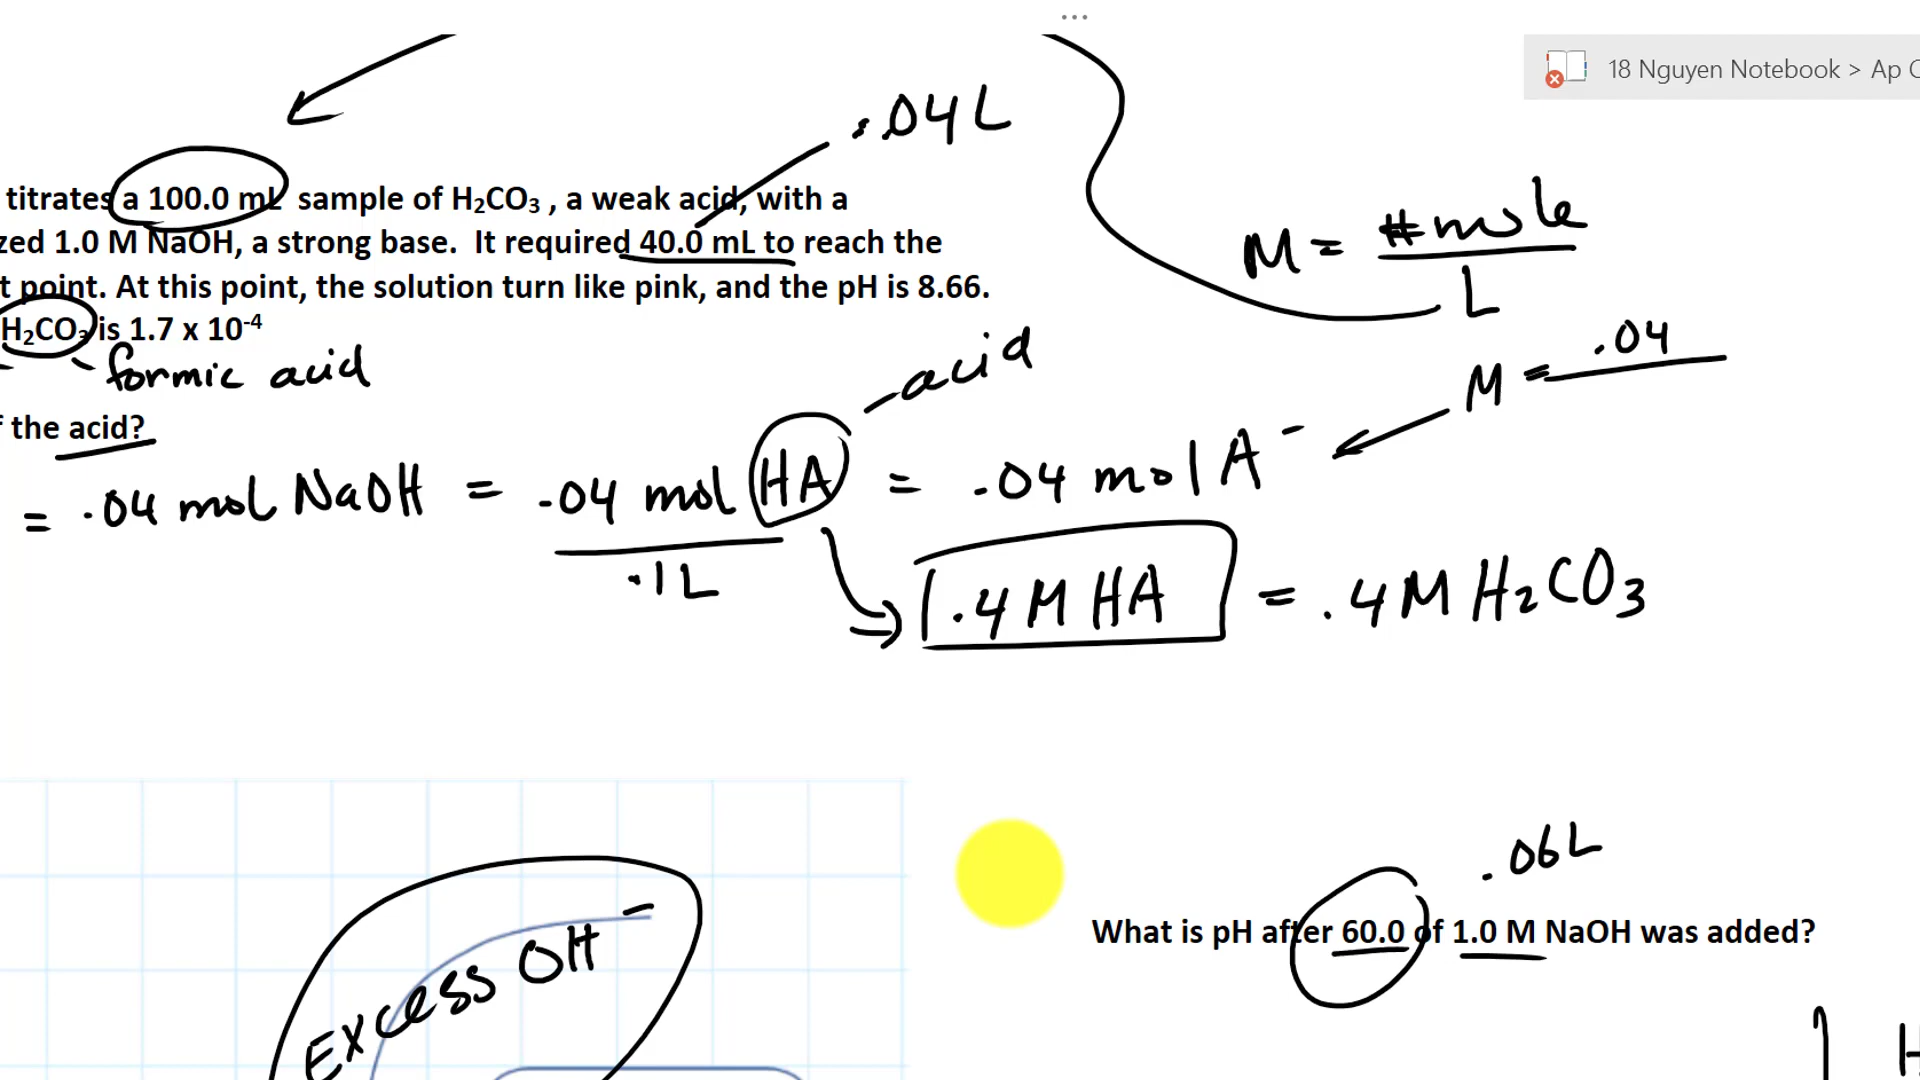 18 Nguyen Notebook > Ap
.04 L
titrates a 100.0 mL sample of H₂CO₃ , a weak acid, with a
zed 1.0 M NaOH, a strong base. It required 40.0 mL to reach the
t point. At this point, the solution turn like pink, and the pH is 8.66.
H₂CO₃ is 1.7 x 10⁻⁴
formic acid
the acid?
M = #mole / L
M = .04
acid
= .04 mol NaOH = .04 mol HA = .04 mol A⁻
.1 L
.4 M HA = .4 M H₂CO₃
Excess OH⁻
.06 L
What is pH after 60.0 of 1.0 M NaOH was added?
H